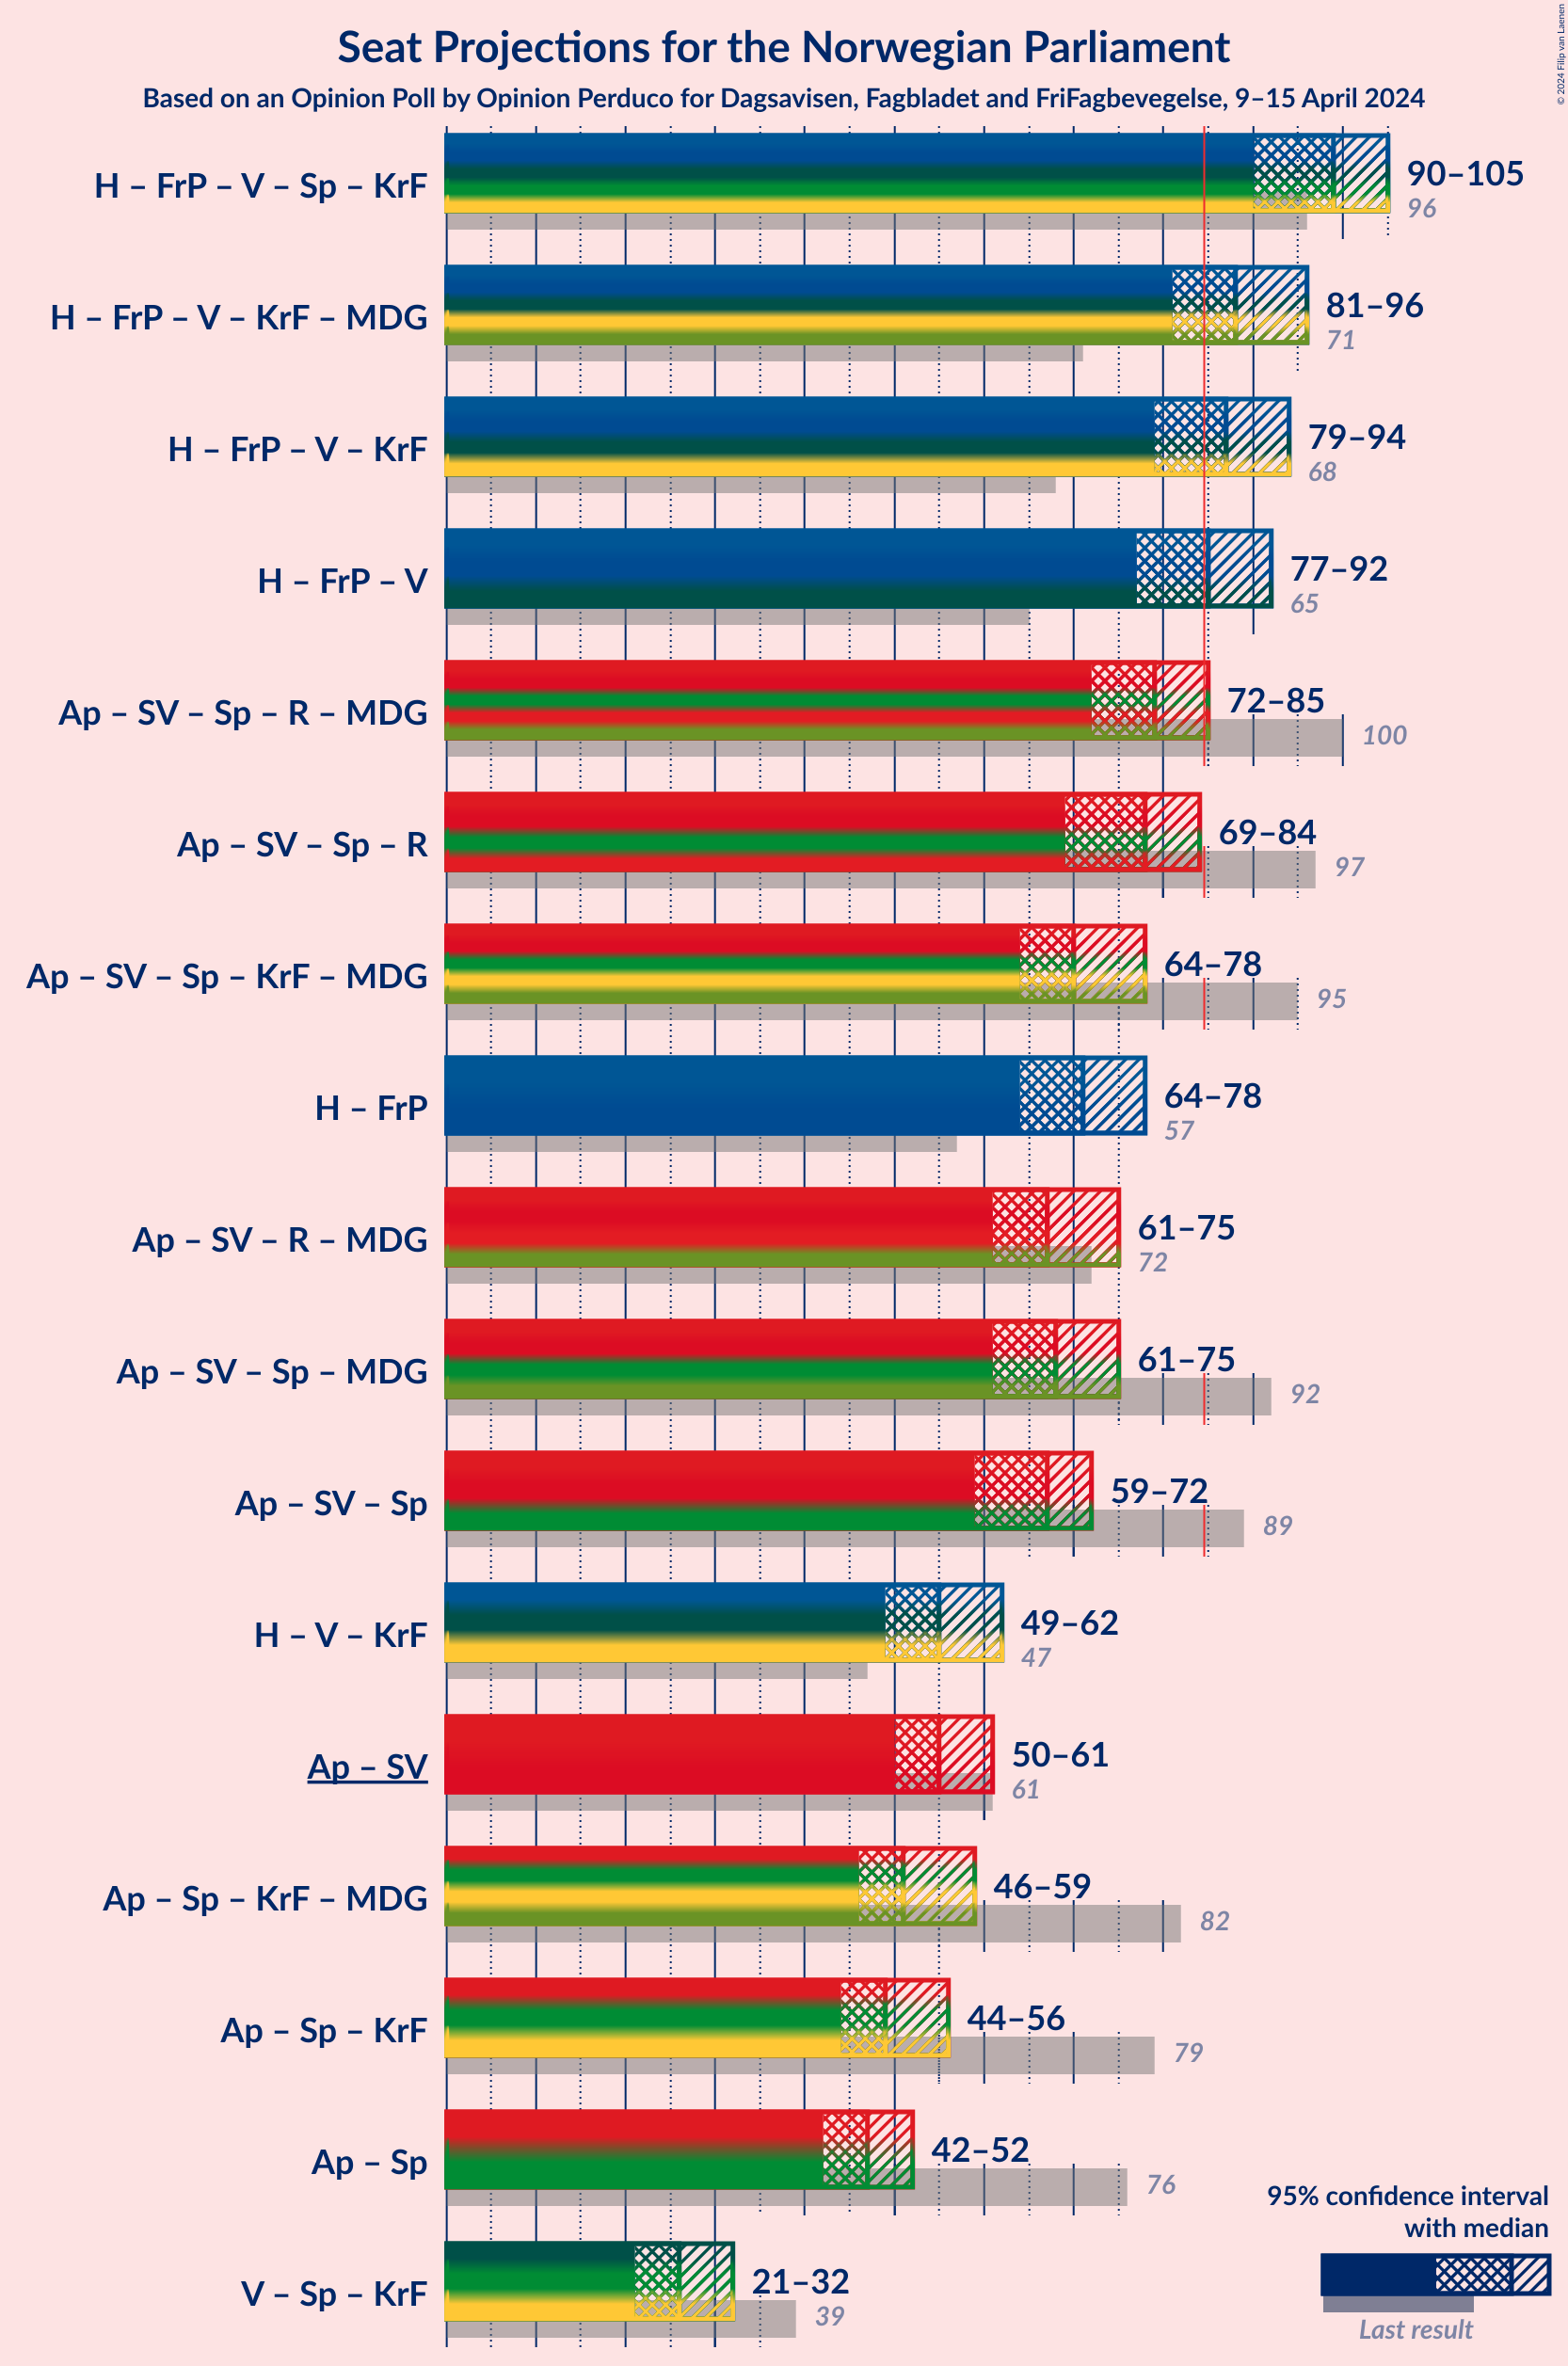 Seat Projections for the Norwegian Parliament
Based on an Opinion Poll by Opinion Perduco for Dagsavisen, Fagbladet and FriFagbevegelse, 9–15 April 2024
© 2024 Filip van Laenen
H – FrP – V – Sp – KrF
90–105
96
H – FrP – V – KrF – MDG
81–96
71
H – FrP – V – KrF
79–94
68
H – FrP – V
77–92
65
Ap – SV – Sp – R – MDG
72–85
100
Ap – SV – Sp – R
69–84
97
Ap – SV – Sp – KrF – MDG
64–78
95
H – FrP
64–78
57
Ap – SV – R – MDG
61–75
72
Ap – SV – Sp – MDG
61–75
92
Ap – SV – Sp
59–72
89
H – V – KrF
49–62
47
Ap – SV
50–61
61
Ap – Sp – KrF – MDG
46–59
82
Ap – Sp – KrF
44–56
79
Ap – Sp
42–52
76
V – Sp – KrF
21–32
39
95% confidence interval
with median
Last result